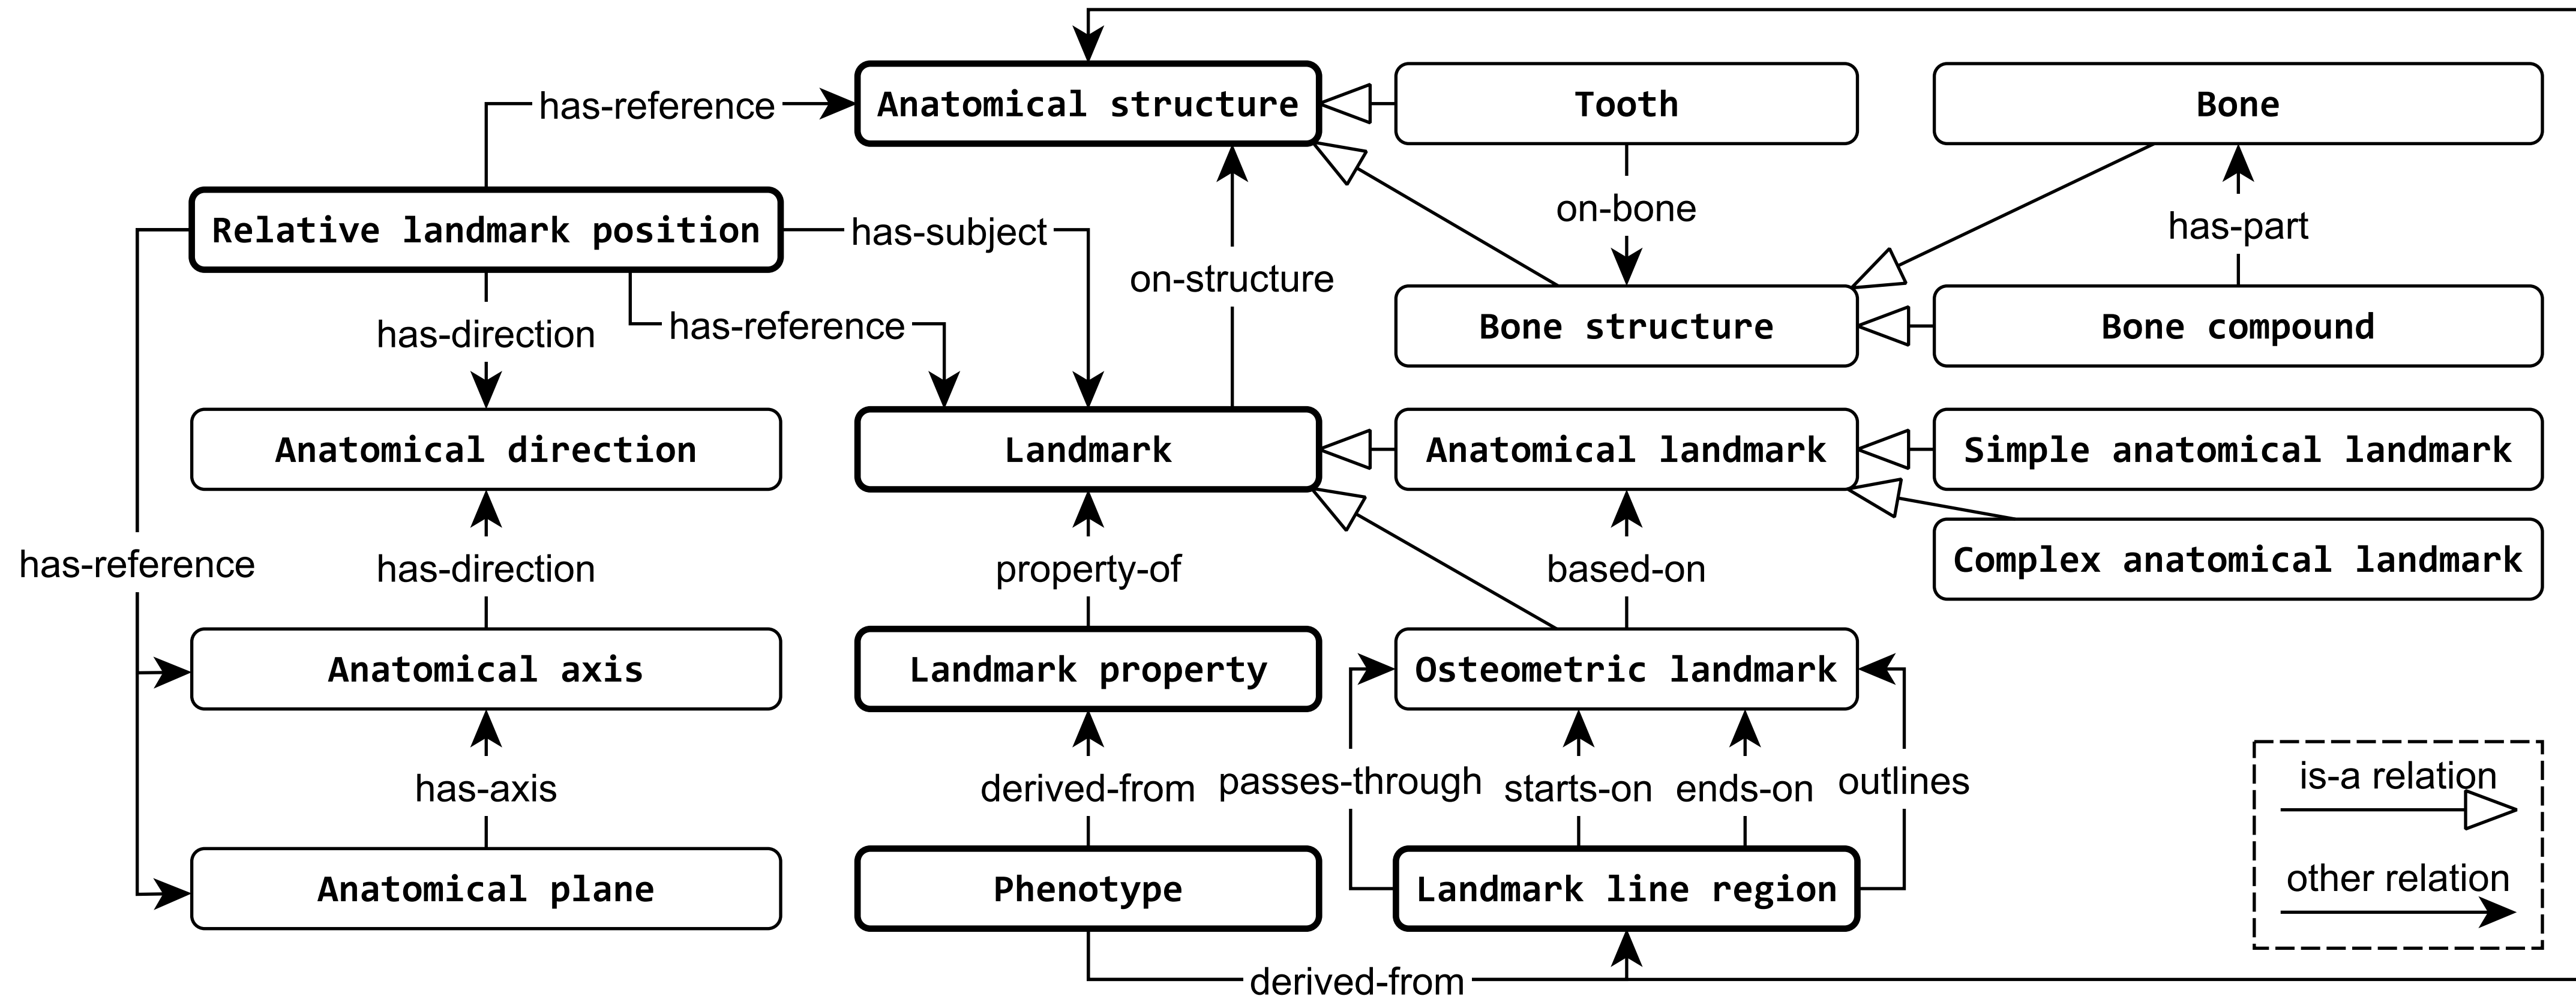 has-reference
Anatomical structure
Tooth
Bone
Relative landmark position
has-subject
on-structure
on-bone
has-part
has-direction
has-reference
Bone structure
Bone compound
Anatomical direction
Landmark
Anatomical landmark
Simple anatomical landmark
Complex anatomical landmark
has-reference
has-direction
property-of
based-on
Anatomical axis
Landmark property
Osteometric landmark
has-axis
derived-from
passes-through
starts-on
ends-on
outlines
is-a relation
other relation
Anatomical plane
Phenotype
Landmark line region
derived-from